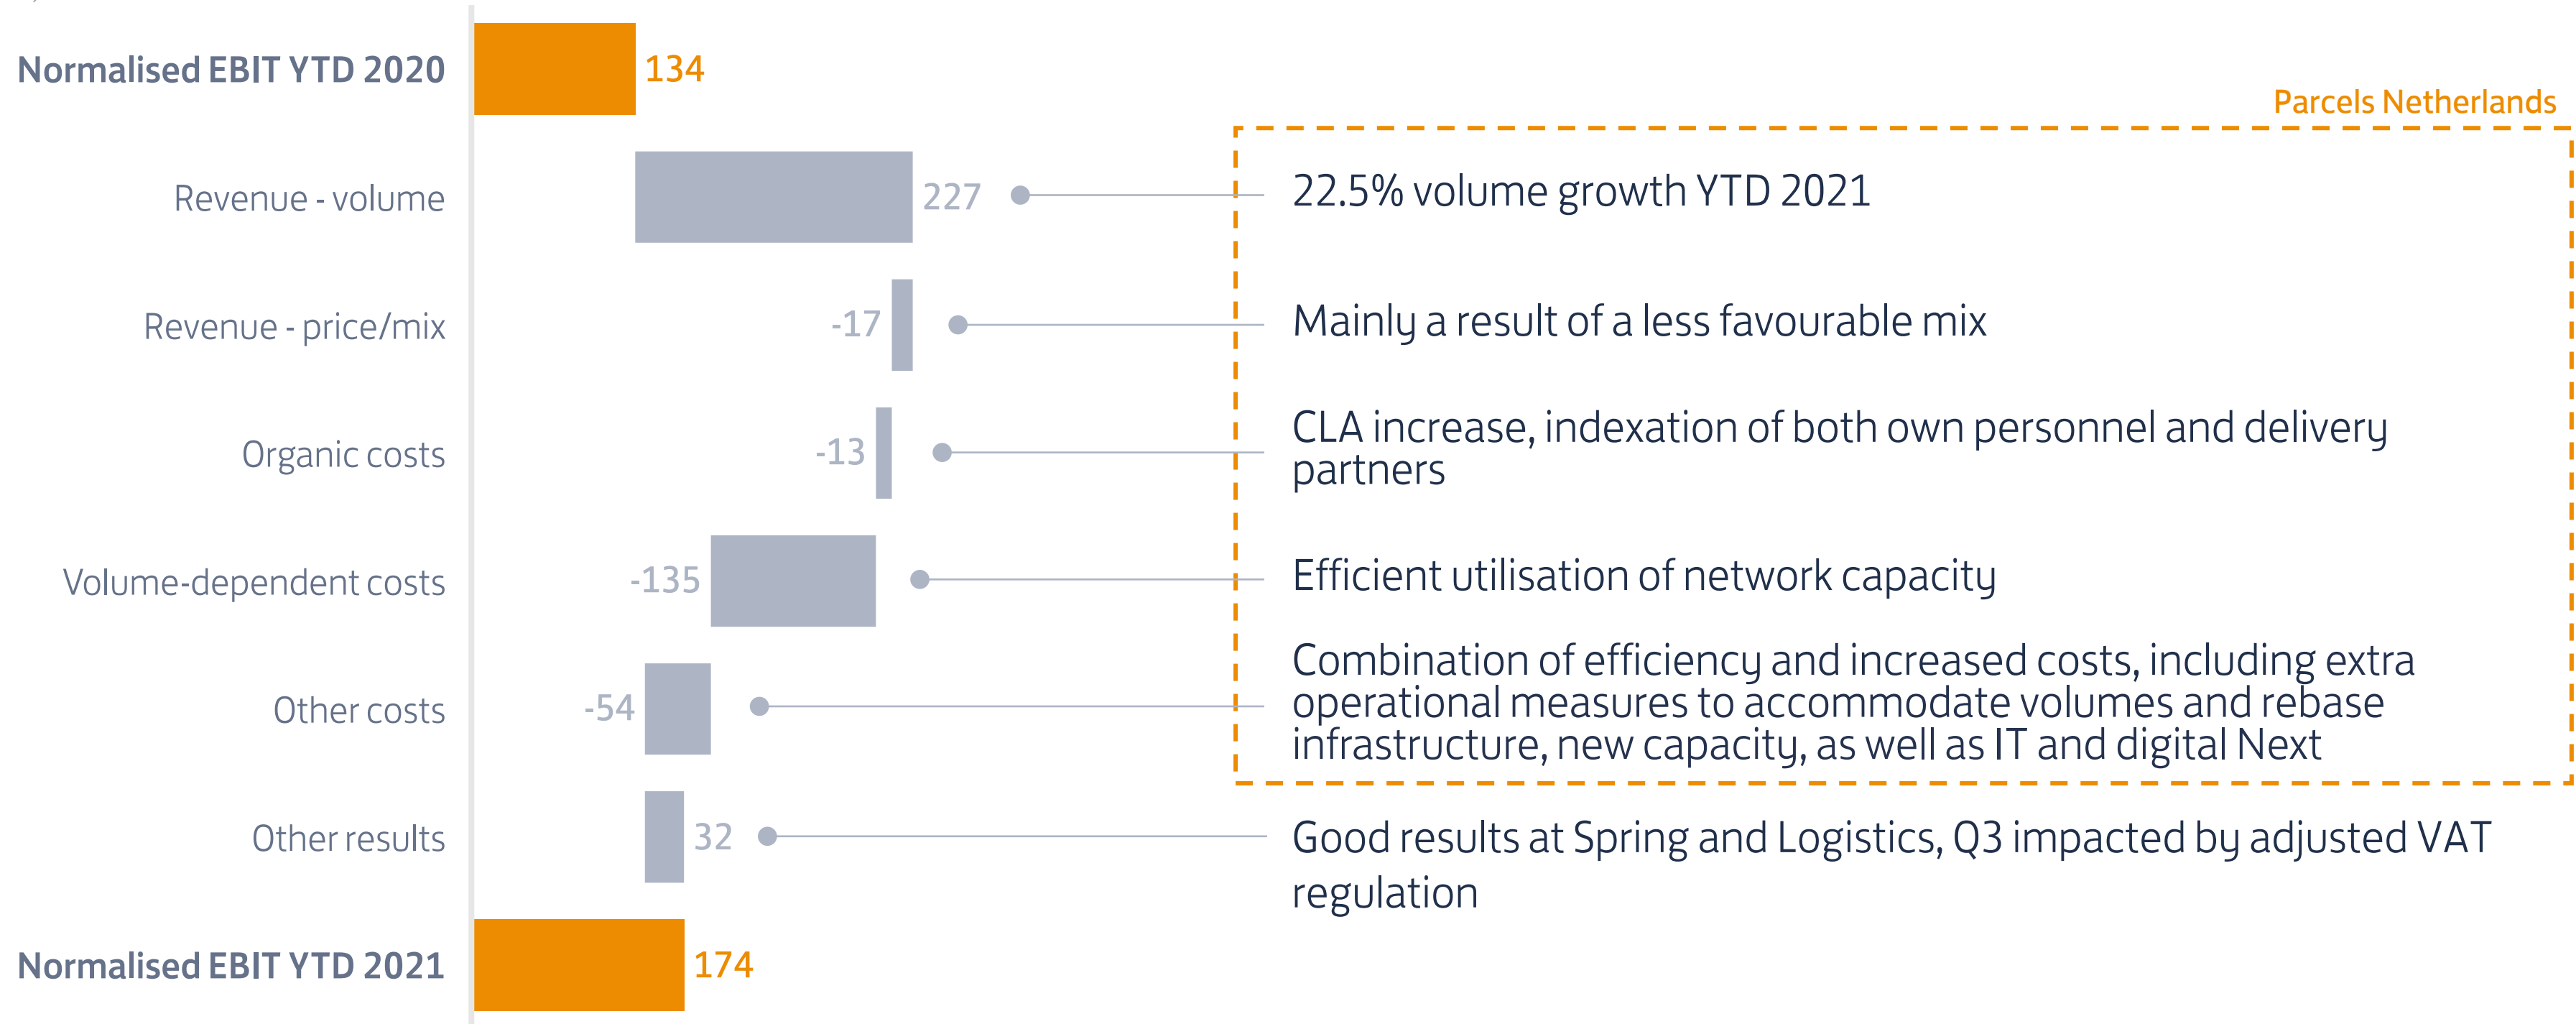 Normalised EBIT YTD 2020
134
Parcels Netherlands
Revenue - volume
227
22.5% volume growth YTD 2021
Revenue - price/mix
-17
Mainly a result of a less favourable mix
Organic costs
-13
CLA increase, indexation of both own personnel and delivery
partners
Volume-dependent costs
-135
Efficient utilisation of network capacity
Other costs
-54
Combination of efficiency and increased costs, including extra
operational measures to accommodate volumes and rebase
infrastructure, new capacity, as well as IT and digital Next
Other results
32
Good results at Spring and Logistics, Q3 impacted by adjusted VAT
regulation
Normalised EBIT YTD 2021
174